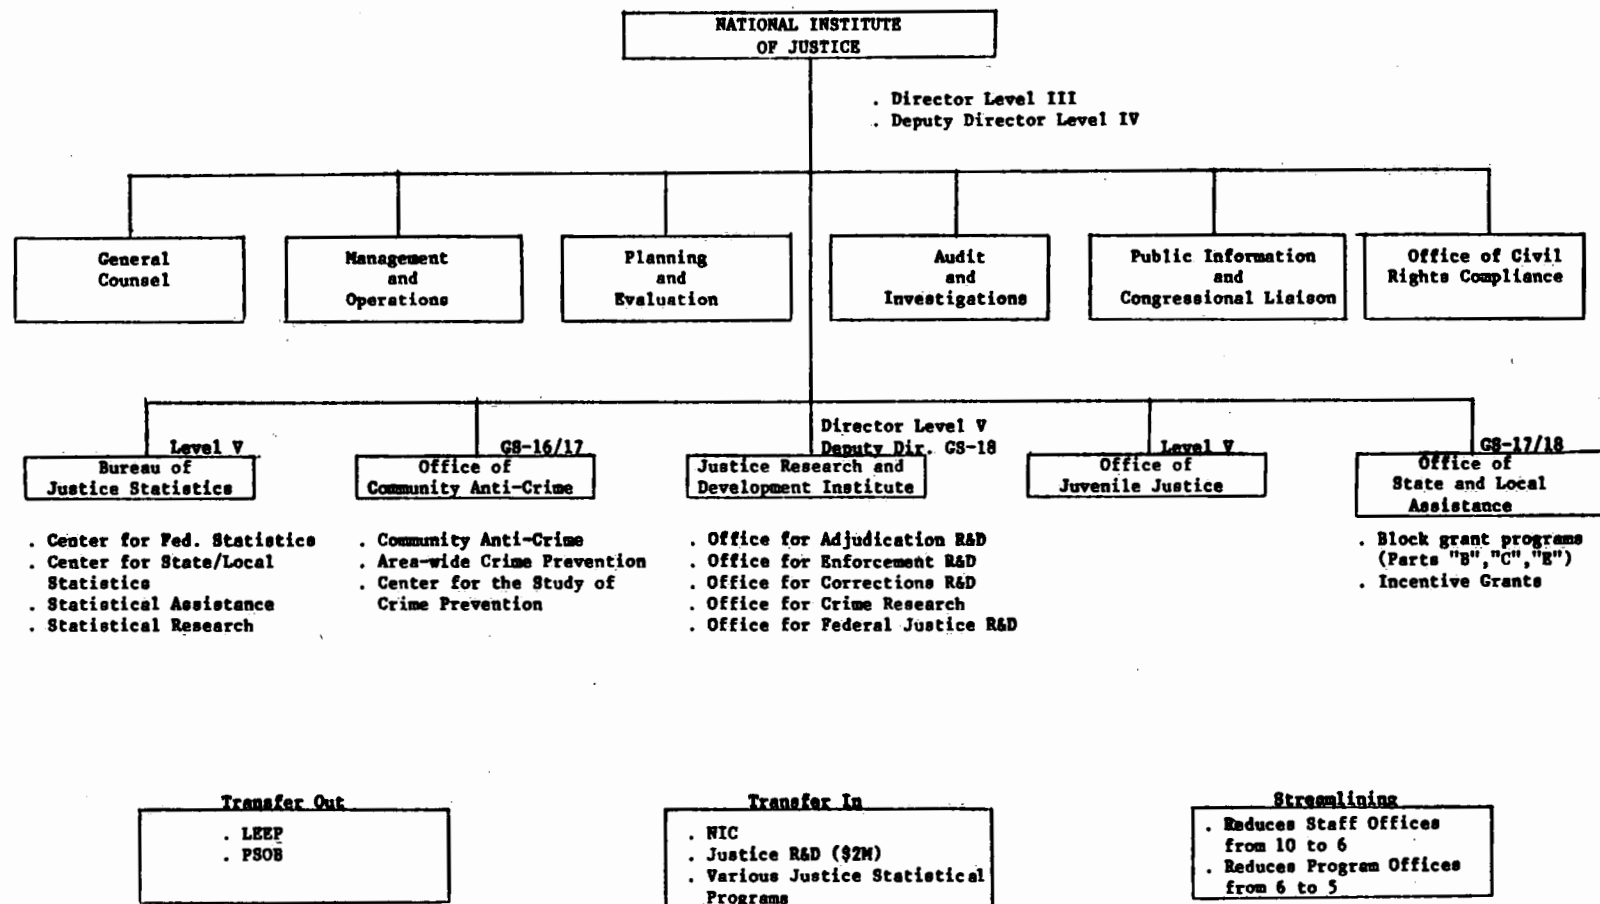 NATIONAL INSTITUTE
OF JUSTICE
. Director Level III
. Deputy Director Level IV
General
Counsel
Management
and
Operations
Planning
and
Evaluation
Audit
and
Investigations
Public Information
and
Congressional Liaison
Office of Civil
Rights Compliance
Level V
Bureau of
Justice Statistics
. Center for Fed. Statistics
. Center for State/Local
Statistics
. Statistical Assistance
. Statistical Research
GS-16/17
Office of
Community Anti-Crime
. Community Anti-Crime
. Area-wide Crime Prevention
. Center for the Study of
Crime Prevention
Director Level V
Deputy Dir. GS-18
Justice Research and
Development Institute
. Office for Adjudication R&D
. Office for Enforcement R&D
. Office for Corrections R&D
. Office for Crime Research
. Office for Federal Justice R&D
Level V
Office of
Juvenile Justice
GS-17/18
Office of
State and Local
Assistance
. Block grant programs
(Parts "B","C","E")
. Incentive Grants
Transfer Out
. LEEP
. PSOB
Transfer In
. NIC
. Justice R&D ($2M)
. Various Justice Statistical
Programs
Streamlining
. Reduces Staff Offices
from 10 to 6
. Reduces Program Offices
from 6 to 5